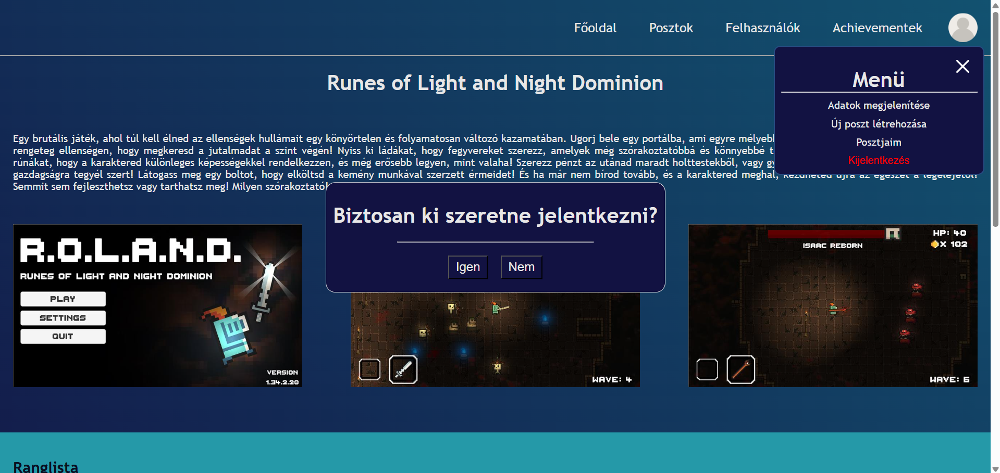 Főoldal Posztok Felhasználók Achievementek
Menü
Adatok megjelenítése
Új poszt létrehozása
Posztjaim
Kijelentkezés
Runes of Light and Night Dominion
Egy brutális játék, ahol túl kell élned az ellenségek hullámait egy könyörtelen és folyamatosan változó kazamatában. Ugorj bele egy portálba, ami egyre
rengeteg ellenségen, hogy megkeresd a jutalmadat a szint végén! Nyiss ki ládákat, hogy fegyvereket szerezz, amelyek még szórakoztatóbbá és könnyebbé
rúnákat, hogy a karaktered különleges képességekkel rendelkezzen, és még erősebb legyen, mint valaha! Szerezz pénzt az utánad maradt holttestekből, vagy
gazdagságra tegyél szert! Látogass meg egy boltot, hogy elköltsd a kemény munkával szerzett érmeidet! És ha már nem bírod tovább, és a karaktered meghal, kezdheted újra az egészet a legelejétől!
Semmit sem fejleszthetsz vagy tarthatsz meg! Milyen szórakoztató!
Biztosan ki szeretne jelentkezni?
Igen Nem
R.O.L.A.N.D.
RUNES OF LIGHT AND NIGHT DOMINION
PLAY
SETTINGS
QUIT
VERSION
1.34.2.20
WAVE: 4
HP: 40
X 102
ISAAC REBORN
WAVE: 6
Ranglista